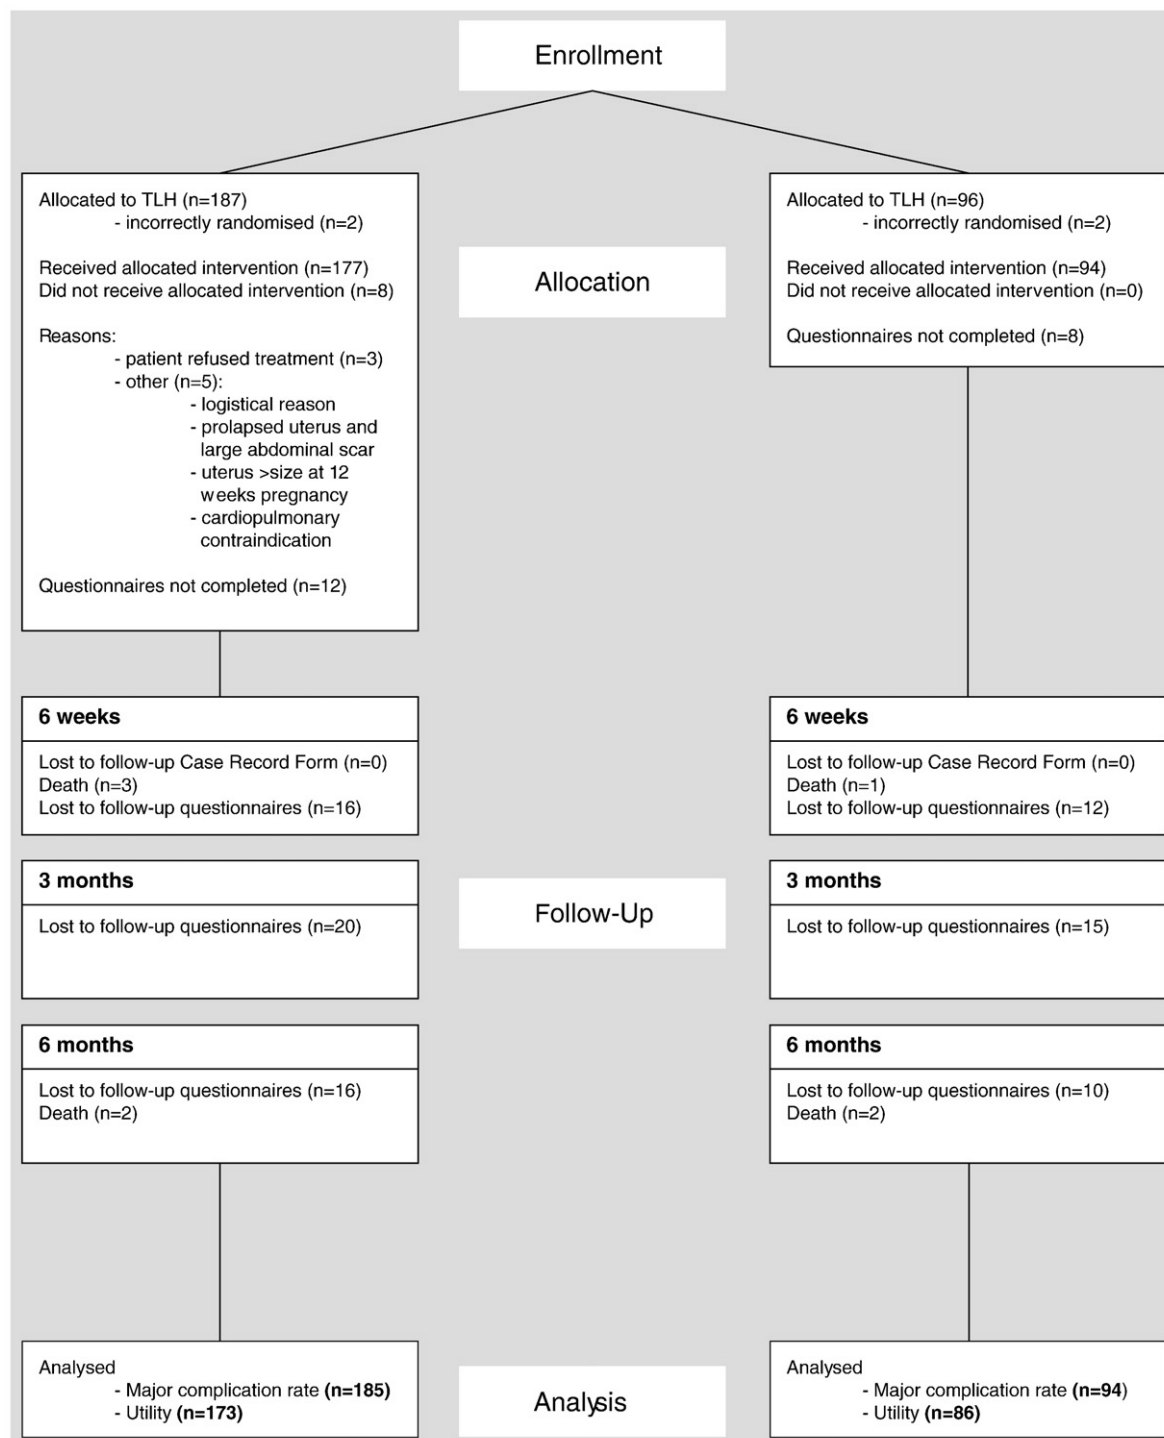 Enrollment
Allocated to TLH (n=187)
- incorrectly randomised (n=2)
Received allocated intervention (n=177)
Did not receive allocated intervention (n=8)
Reasons:
- patient refused treatment (n=3)
- other (n=5):
- logistical reason
- prolapsed uterus and
large abdominal scar
- uterus >size at 12
weeks pregnancy
- cardiopulmonary
contraindication
Questionnaires not completed (n=12)
Allocation
Allocated to TLH (n=96)
- incorrectly randomised (n=2)
Received allocated intervention (n=94)
Did not receive allocated intervention (n=0)
Questionnaires not completed (n=8)
6 weeks
Lost to follow-up Case Record Form (n=0)
Death (n=3)
Lost to follow-up questionnaires (n=16)
6 weeks
Lost to follow-up Case Record Form (n=0)
Death (n=1)
Lost to follow-up questionnaires (n=12)
3 months
Lost to follow-up questionnaires (n=20)
Follow-Up
3 months
Lost to follow-up questionnaires (n=15)
6 months
Lost to follow-up questionnaires (n=16)
Death (n=2)
6 months
Lost to follow-up questionnaires (n=10)
Death (n=2)
Analysed
- Major complication rate (n=185)
- Utility (n=173)
Analysis
Analysed
- Major complication rate (n=94)
- Utility (n=86)